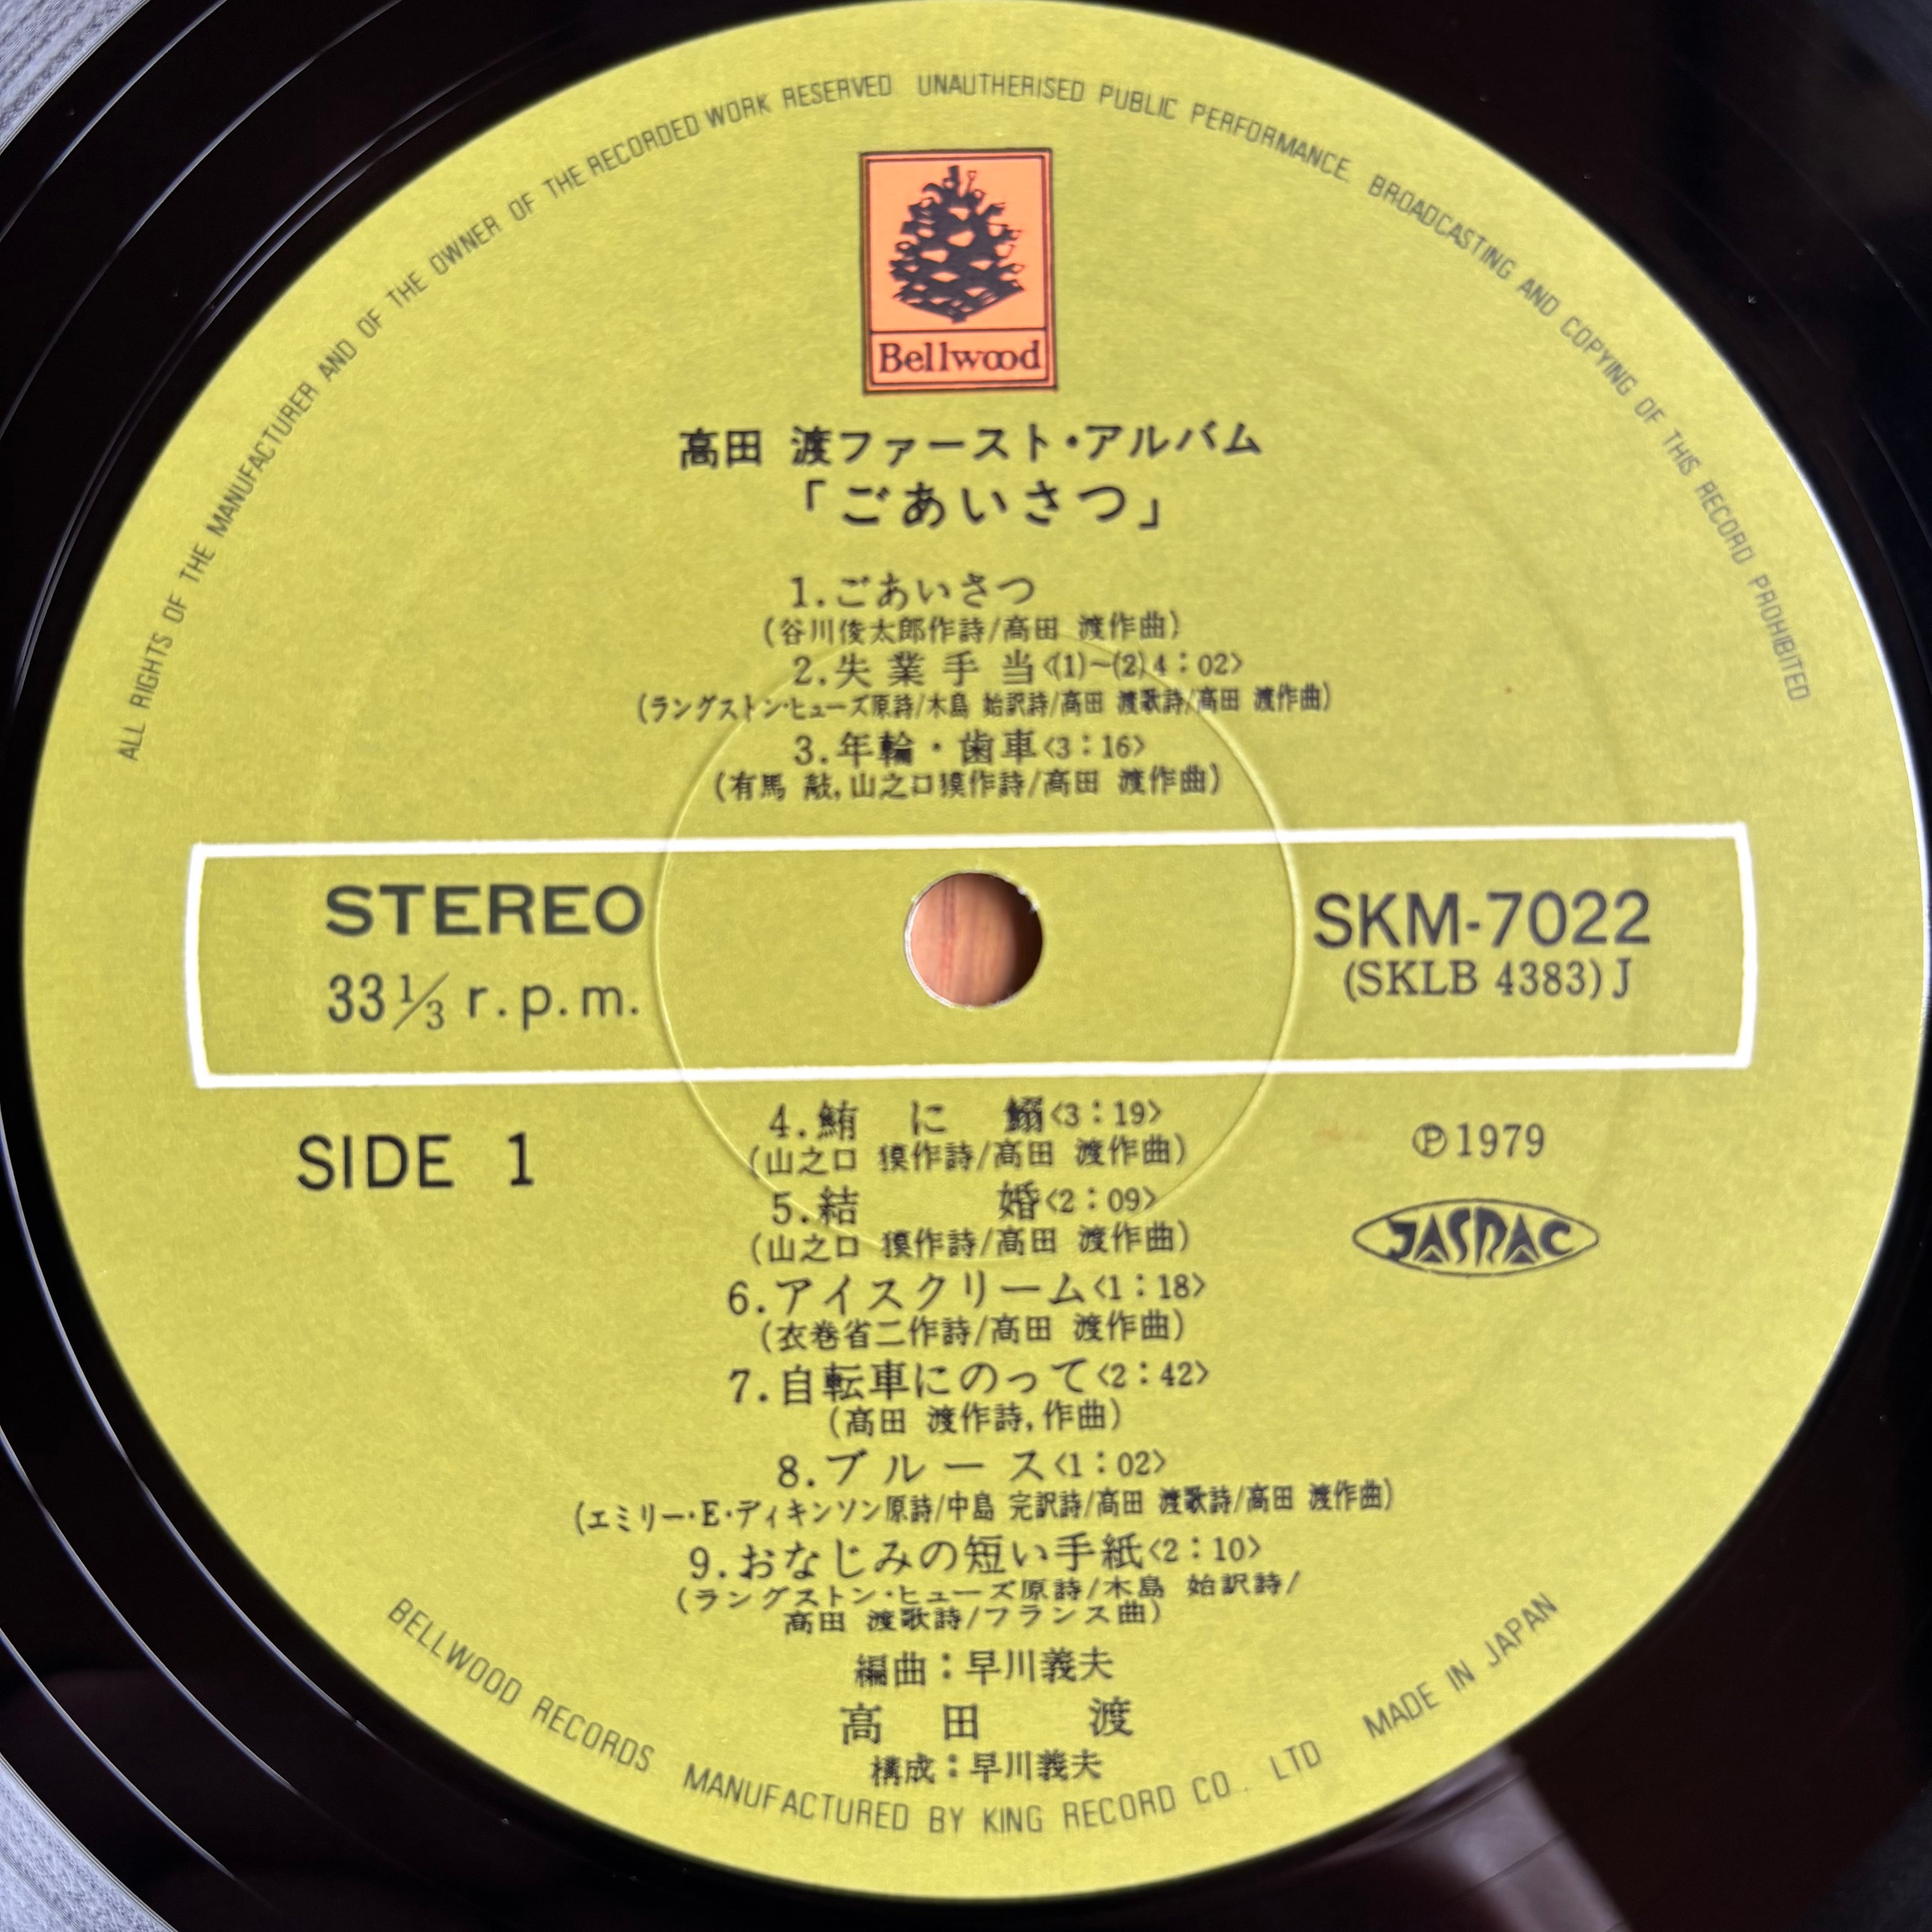 ALL RIGHTS OF THE MANUFACTURER AND OF THE OWNER OF THE RECORDED WORK RESERVED UNAUTHERISED PUBLIC PERFORMANCE. BROADCASTING AND COPYING OF THIS RECORD PROHIBITED
Bellwood
高田 渡ファースト・アルバム
「ごあいさつ」
1.ごあいさつ
(谷川俊太郎作詩/高田 渡作曲)
2.失業手当〈(1)~(2)4:02〉
(ラングストン・ヒューズ原詩/木島 始訳詩/高田 渡歌詩/高田 渡作曲)
3.年輪・歯車〈3:16〉
(有馬 敲,山之口獏作詩/高田 渡作曲)
STEREO
33 1/3 r.p.m.
SKM-7022
(SKLB 4383)J
SIDE 1
4.鮪に鰯〈3:19〉
(山之口 獏作詩/高田 渡作曲)
5.結婚〈2:09〉
(山之口 獏作詩/高田 渡作曲)
6.アイスクリーム〈1:18〉
(衣巻省二作詩/高田 渡作曲)
7.自転車にのって〈2:42〉
(高田 渡作詩,作曲)
8.ブルース〈1:02〉
(エミリー・E・ディキンソン原詩/中島 完訳詩/高田 渡歌詩/高田 渡作曲)
9.おなじみの短い手紙〈2:10〉
(ラングストン・ヒューズ原詩/木島 始訳詩/
高田 渡歌詩/フランス曲)
編曲:早川義夫
高田 渡
構成:早川義夫
℗1979
JASRAC
BELLWOOD RECORDS MANUFACTURED BY KING RECORD CO. LTD MADE IN JAPAN